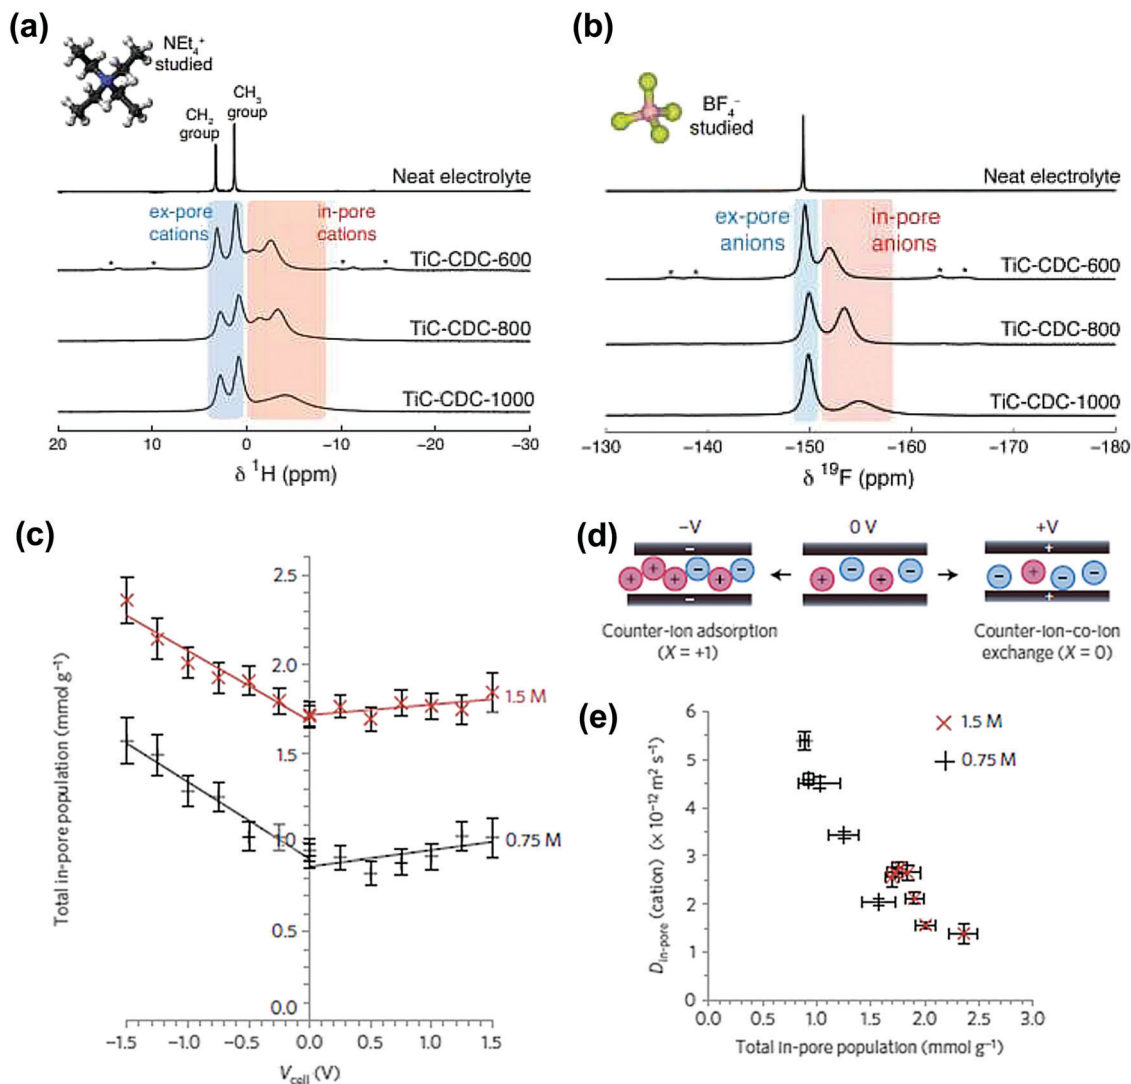 (a)
NEt₄⁺
studied
CH₂
group
CH₃
group
Neat electrolyte
ex-pore
cations
in-pore
cations
*
*
*
*
TiC-CDC-600
TiC-CDC-800
TiC-CDC-1000
20
10
0
−10
−20
−30
δ ¹H (ppm)
(b)
BF₄⁻
studied
Neat electrolyte
ex-pore
anions
in-pore
anions
*
*
*
*
TiC-CDC-600
TiC-CDC-800
TiC-CDC-1000
−130
−140
−150
−160
−170
−180
δ ¹⁹F (ppm)
(c)
Total in-pore population (mmol g⁻¹)
2.5
2.0
1.5
1.0
0.5
0.0
1.5 M
0.75 M
−1.5
−1.0
−0.5
0.0
0.5
1.0
1.5
V_cell (V)
(d)
−V
0 V
+V
−
+
+
+
+
−
−
−
+
−
+
−
+
−
+
−
−
+
Counter-ion adsorption
(X = +1)
Counter-ion–co-ion
exchange (X = 0)
(e)
D_in-pore (cation) (× 10⁻¹² m² s⁻¹)
6
5
4
3
2
1
0
1.5 M
0.75 M
0.0
0.5
1.0
1.5
2.0
2.5
3.0
Total in-pore population (mmol g⁻¹)